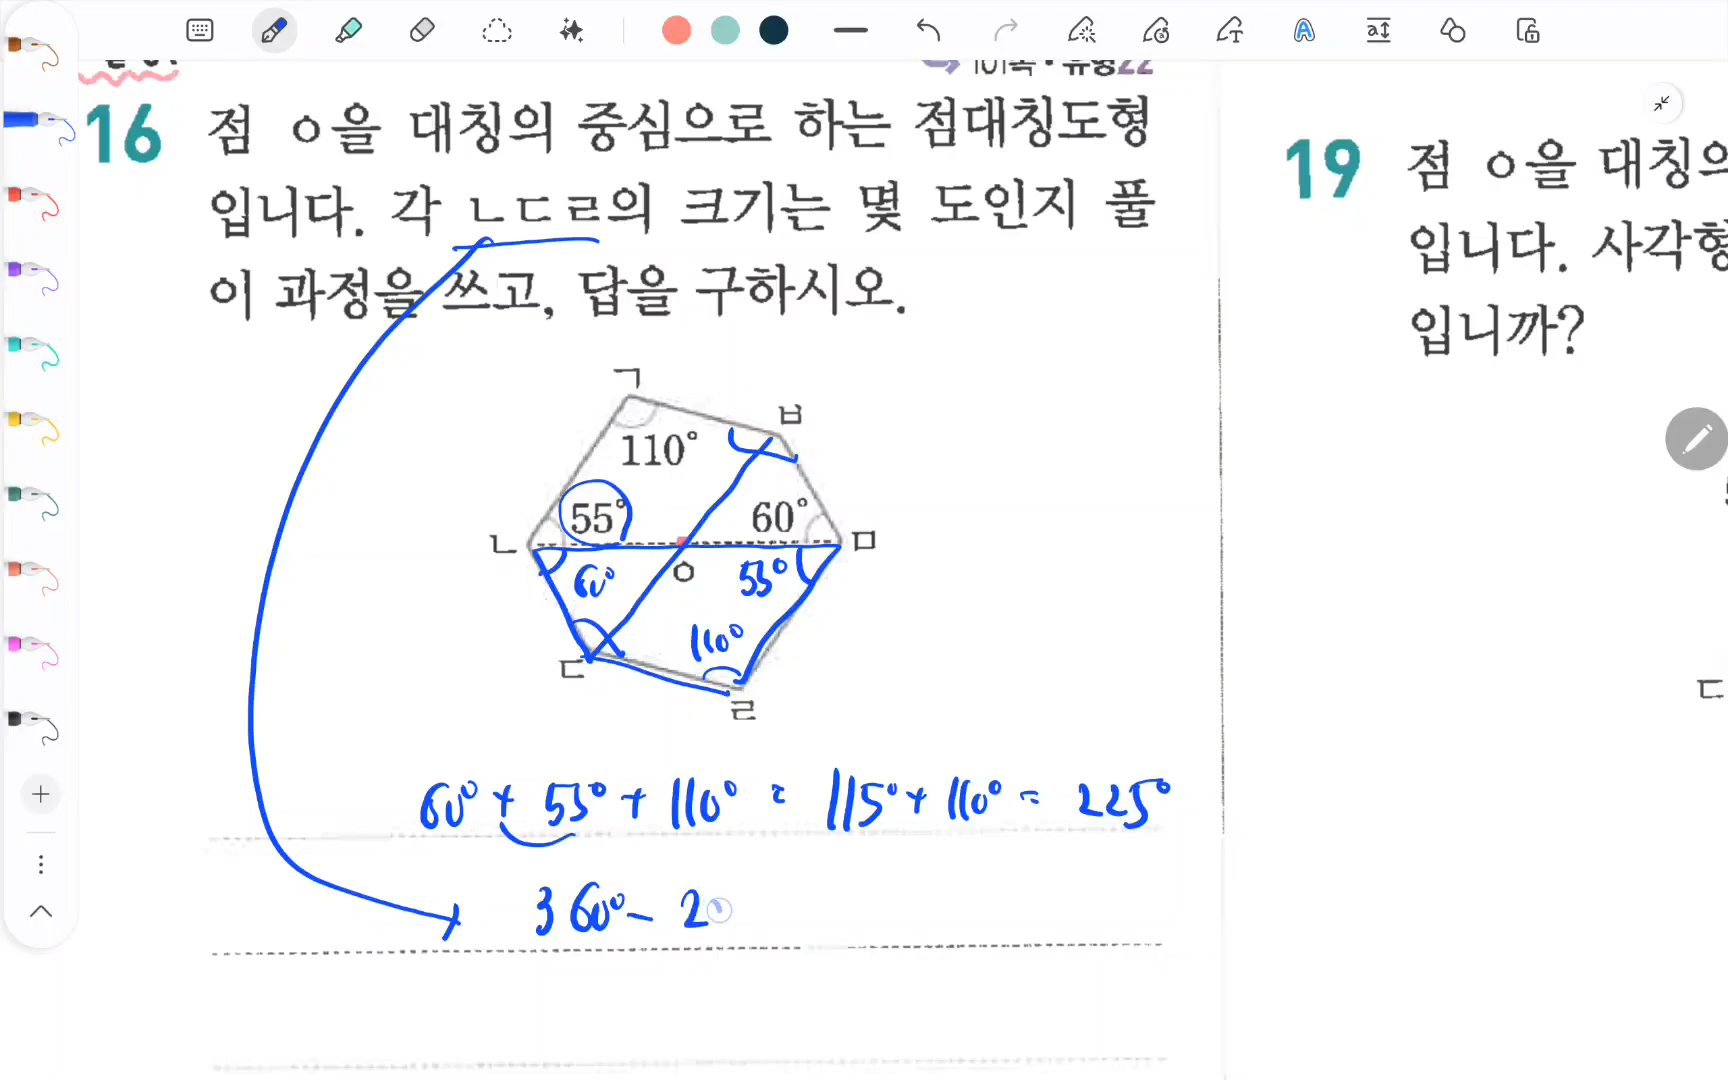 16 점 ㅇ을 대칭의 중심으로 하는 점대칭도형
입니다. 각 ㄴㄷㄹ의 크기는 몇 도인지 풀
이 과정을 쓰고, 답을 구하시오.
ㄱ
ㅂ
110°
55°
60°
ㄴ
ㅁ
60°
ㅇ
55°
110°
ㄷ
ㄹ
60° + 55° + 110° = 115° + 110° = 225°
360° - 2
19 점 ㅇ을 대칭의
입니다. 사각형
입니까?
ㄷ